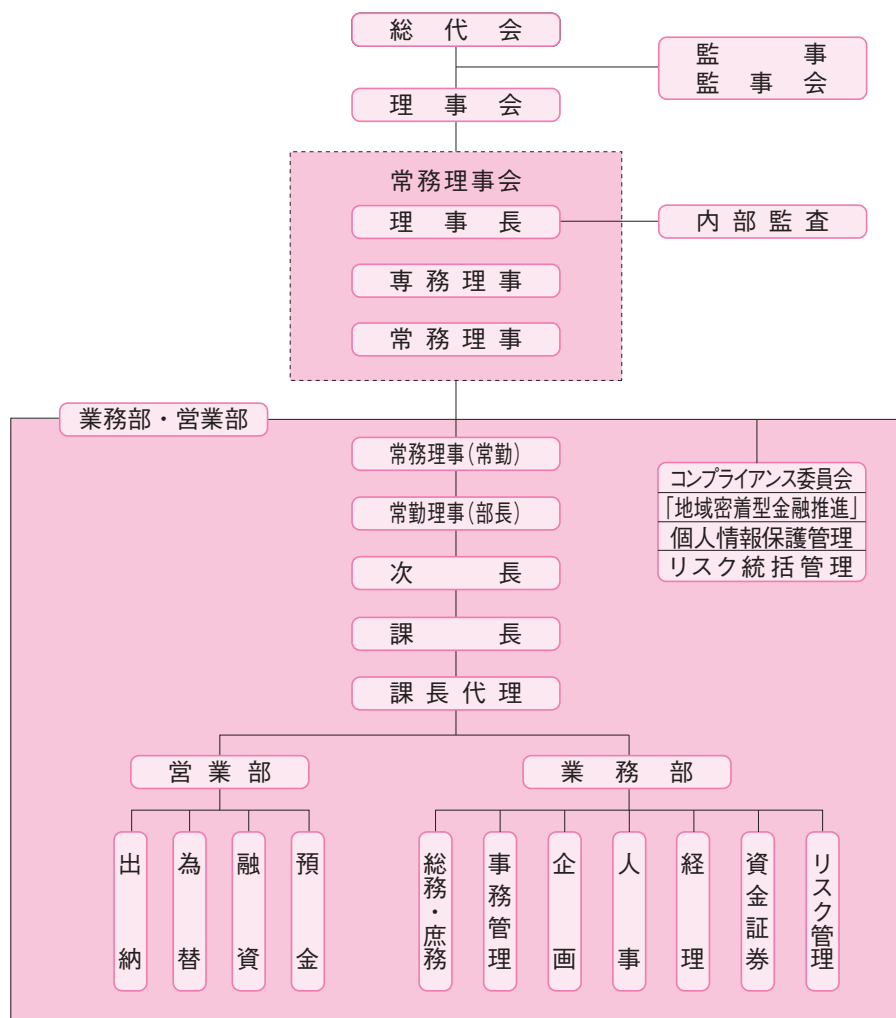 総代会
監事
監事会
理事会
常務理事会
理事長
内部監査
専務理事
常務理事
業務部・営業部
常務理事(常勤)
コンプライアンス委員会
「地域密着型金融推進」
個人情報保護管理
リスク統括管理
常勤理事(部長)
次長
課長
課長代理
営業部
業務部
出納
為替
融資
預金
総務・庶務
事務管理
企画
人事
経理
資金証券
リスク管理